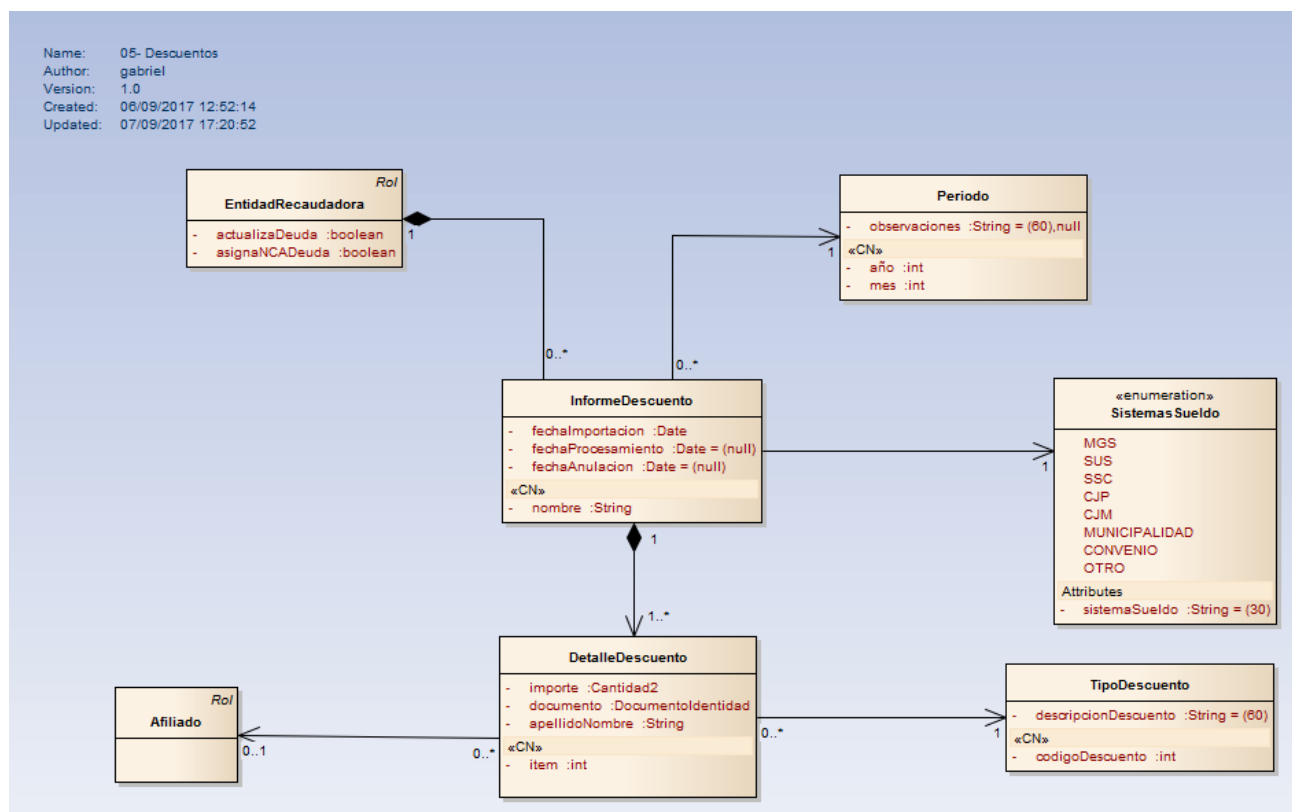 Name: 05- Descuentos
Author: gabriel
Version: 1.0
Created: 06/09/2017 12:52:14
Updated: 07/09/2017 17:20:52
Rol
EntidadRecaudadora
- actualizaDeuda :boolean
- asignaNCADeuda :boolean
1
0..*
Periodo
- observaciones :String = (60),null
«CN»
- año :int
- mes :int
1
0..*
InformeDescuento
- fechaImportacion :Date
- fechaProcesamiento :Date = (null)
- fechaAnulacion :Date = (null)
«CN»
- nombre :String
1
1..*
«enumeration»
SistemasSueldo
MGS
SUS
SSC
CJP
CJM
MUNICIPALIDAD
CONVENIO
OTRO
Attributes
- sistemaSueldo :String = (30)
1
DetalleDescuento
- importe :Cantidad2
- documento :DocumentoIdentidad
- apellidoNombre :String
«CN»
- item :int
0..*
0..*
Rol
Afiliado
0..1
TipoDescuento
- descripcionDescuento :String = (60)
«CN»
- codigoDescuento :int
1